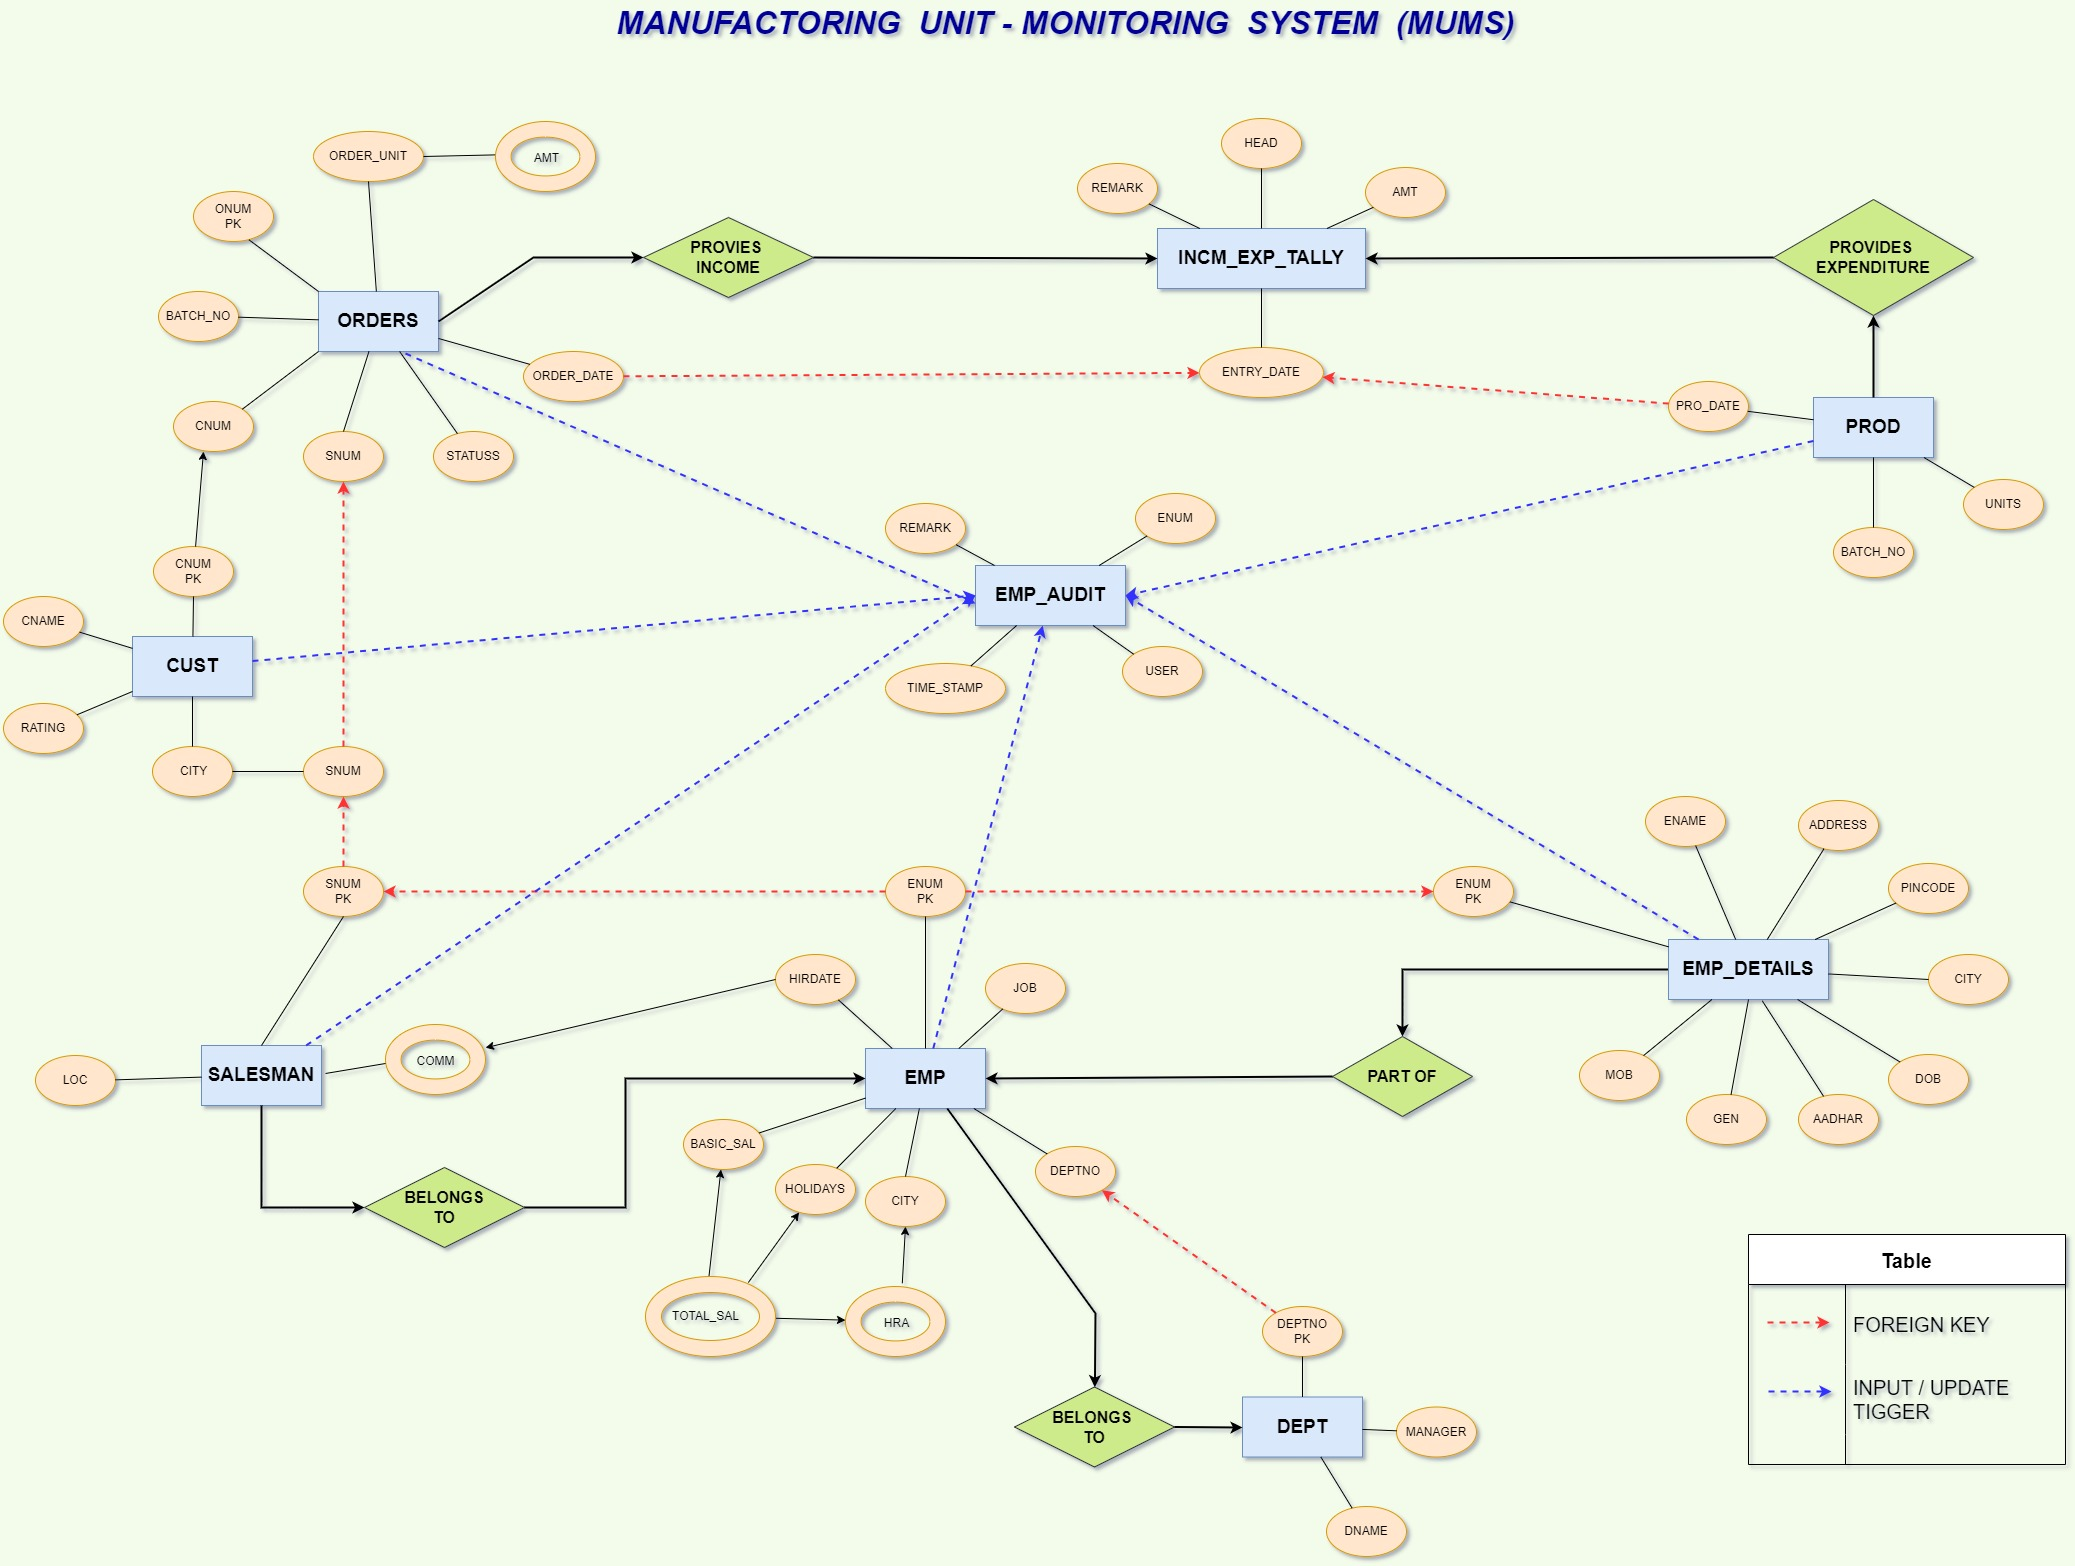 MANUFACTORING UNIT - MONITORING SYSTEM (MUMS)
ORDER_UNIT
AMT
ONUM
PK
BATCH_NO
ORDERS
CNUM
SNUM
STATUSS
ORDER_DATE
PROVIES
INCOME
HEAD
REMARK
AMT
INCM_EXP_TALLY
ENTRY_DATE
PROVIDES
EXPENDITURE
PRO_DATE
PROD
UNITS
BATCH_NO
REMARK
ENUM
EMP_AUDIT
TIME_STAMP
USER
CNUM
PK
CNAME
CUST
RATING
CITY
SNUM
SNUM
PK
ENUM
PK
ENUM
PK
ENAME
ADDRESS
PINCODE
EMP_DETAILS
CITY
MOB
GEN
AADHAR
DOB
HIRDATE
JOB
LOC
SALESMAN
COMM
EMP
PART OF
BASIC_SAL
HOLIDAYS
CITY
DEPTNO
BELONGS
TO
TOTAL_SAL
HRA
DEPTNO
PK
BELONGS
TO
DEPT
MANAGER
DNAME
Table
FOREIGN KEY
INPUT / UPDATE
TIGGER